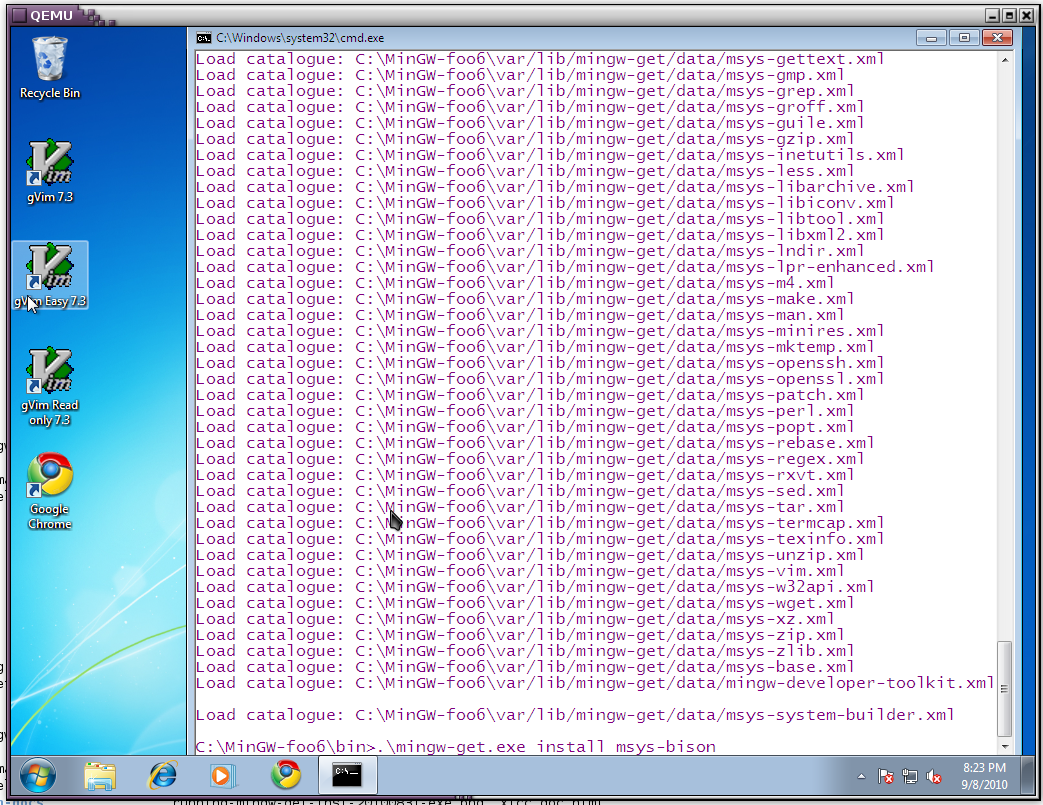 QEMU
C:\Windows\system32\cmd.exe
Recycle Bin
gVim 7.3
gVim Easy 7.3
gVim Read
only 7.3
Google
Chrome
Load catalogue: C:\MinGW-foo6\var/lib/mingw-get/data/msys-gettext.xml
Load catalogue: C:\MinGW-foo6\var/lib/mingw-get/data/msys-gmp.xml
Load catalogue: C:\MinGW-foo6\var/lib/mingw-get/data/msys-grep.xml
Load catalogue: C:\MinGW-foo6\var/lib/mingw-get/data/msys-groff.xml
Load catalogue: C:\MinGW-foo6\var/lib/mingw-get/data/msys-guile.xml
Load catalogue: C:\MinGW-foo6\var/lib/mingw-get/data/msys-gzip.xml
Load catalogue: C:\MinGW-foo6\var/lib/mingw-get/data/msys-inetutils.xml
Load catalogue: C:\MinGW-foo6\var/lib/mingw-get/data/msys-less.xml
Load catalogue: C:\MinGW-foo6\var/lib/mingw-get/data/msys-libarchive.xml
Load catalogue: C:\MinGW-foo6\var/lib/mingw-get/data/msys-libiconv.xml
Load catalogue: C:\MinGW-foo6\var/lib/mingw-get/data/msys-libtool.xml
Load catalogue: C:\MinGW-foo6\var/lib/mingw-get/data/msys-libxml2.xml
Load catalogue: C:\MinGW-foo6\var/lib/mingw-get/data/msys-lndir.xml
Load catalogue: C:\MinGW-foo6\var/lib/mingw-get/data/msys-lpr-enhanced.xml
Load catalogue: C:\MinGW-foo6\var/lib/mingw-get/data/msys-m4.xml
Load catalogue: C:\MinGW-foo6\var/lib/mingw-get/data/msys-make.xml
Load catalogue: C:\MinGW-foo6\var/lib/mingw-get/data/msys-man.xml
Load catalogue: C:\MinGW-foo6\var/lib/mingw-get/data/msys-minires.xml
Load catalogue: C:\MinGW-foo6\var/lib/mingw-get/data/msys-mktemp.xml
Load catalogue: C:\MinGW-foo6\var/lib/mingw-get/data/msys-openssh.xml
Load catalogue: C:\MinGW-foo6\var/lib/mingw-get/data/msys-openssl.xml
Load catalogue: C:\MinGW-foo6\var/lib/mingw-get/data/msys-patch.xml
Load catalogue: C:\MinGW-foo6\var/lib/mingw-get/data/msys-perl.xml
Load catalogue: C:\MinGW-foo6\var/lib/mingw-get/data/msys-popt.xml
Load catalogue: C:\MinGW-foo6\var/lib/mingw-get/data/msys-rebase.xml
Load catalogue: C:\MinGW-foo6\var/lib/mingw-get/data/msys-regex.xml
Load catalogue: C:\MinGW-foo6\var/lib/mingw-get/data/msys-rxvt.xml
Load catalogue: C:\MinGW-foo6\var/lib/mingw-get/data/msys-sed.xml
Load catalogue: C:\MinGW-foo6\var/lib/mingw-get/data/msys-tar.xml
Load catalogue: C:\MinGW-foo6\var/lib/mingw-get/data/msys-termcap.xml
Load catalogue: C:\MinGW-foo6\var/lib/mingw-get/data/msys-texinfo.xml
Load catalogue: C:\MinGW-foo6\var/lib/mingw-get/data/msys-unzip.xml
Load catalogue: C:\MinGW-foo6\var/lib/mingw-get/data/msys-vim.xml
Load catalogue: C:\MinGW-foo6\var/lib/mingw-get/data/msys-w32api.xml
Load catalogue: C:\MinGW-foo6\var/lib/mingw-get/data/msys-wget.xml
Load catalogue: C:\MinGW-foo6\var/lib/mingw-get/data/msys-xz.xml
Load catalogue: C:\MinGW-foo6\var/lib/mingw-get/data/msys-zip.xml
Load catalogue: C:\MinGW-foo6\var/lib/mingw-get/data/msys-zlib.xml
Load catalogue: C:\MinGW-foo6\var/lib/mingw-get/data/msys-base.xml
Load catalogue: C:\MinGW-foo6\var/lib/mingw-get/data/mingw-developer-toolkit.xml
Load catalogue: C:\MinGW-foo6\var/lib/mingw-get/data/msys-system-builder.xml
C:\MinGW-foo6\bin>.\mingw-get.exe install msys-bison
8:23 PM
9/8/2010